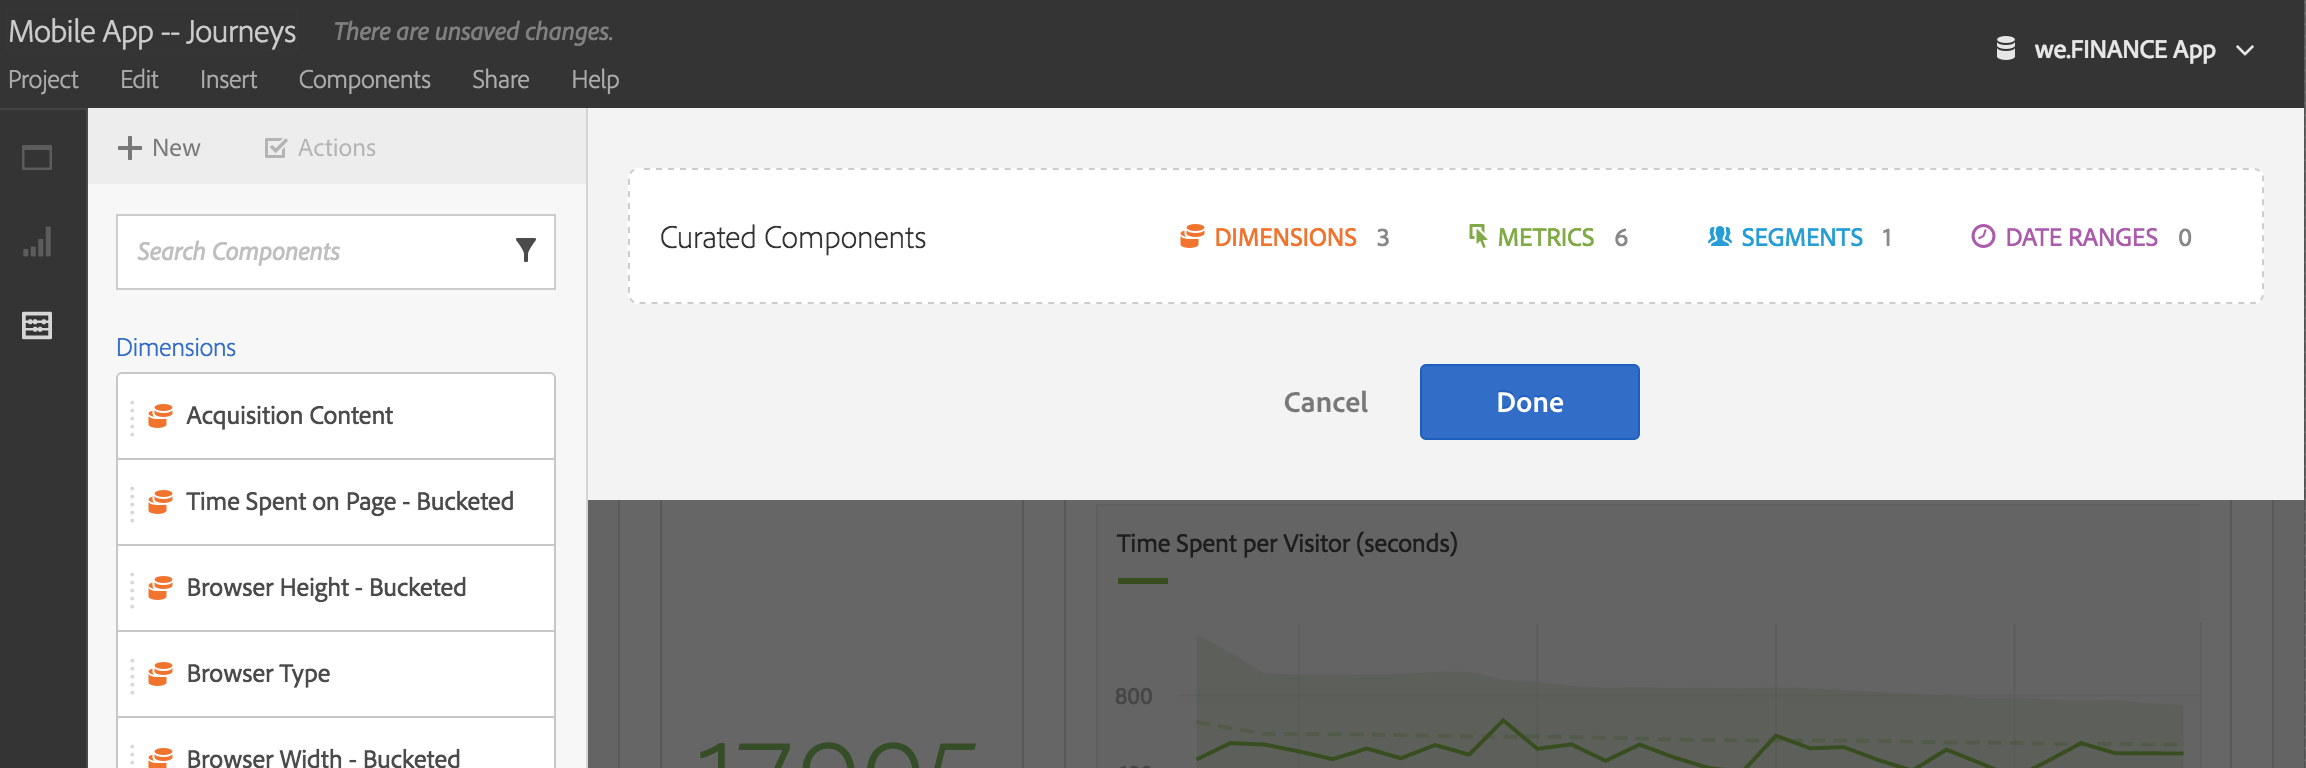 Mobile App -- Journeys There are unsaved changes.
we.FINANCE App
Project Edit Insert Components Share Help
New Actions
Search Components
Dimensions
Acquisition Content
Time Spent on Page - Bucketed
Browser Height - Bucketed
Browser Type
Browser Width - Bucketed
Curated Components DIMENSIONS 3 METRICS 6 SEGMENTS 1 DATE RANGES 0
Cancel Done
Time Spent per Visitor (seconds)
800